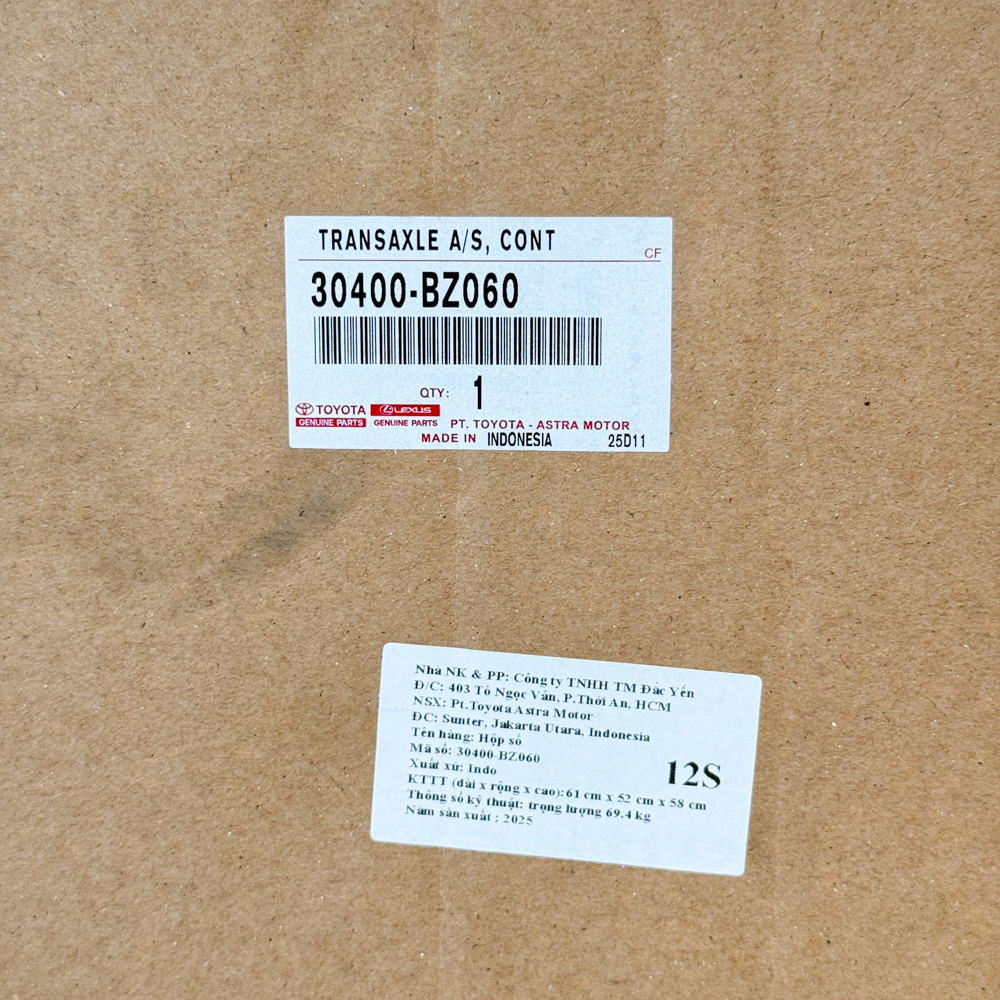 TRANSAXLE A/S, CONT
CF
30400-BZ060
QTY: 1
TOYOTA LEXUS
GENUINE PARTS GENUINE PARTS PT. TOYOTA - ASTRA MOTOR
MADE IN INDONESIA 25D11
Nhà NK & PP: Công ty TNHH TM Đắc Yến
Đ/C: 403 Tô Ngọc Vân, P.Thới An, HCM
NSX: Pt.Toyota Astra Motor
ĐC: Sunter, Jakarta Utara, Indonesia
Tên hàng: Hộp số
Mã số: 30400-BZ060
Xuất xứ: Indo
12S
KTTT (dài x rộng x cao): 61 cm x 52 cm x 58 cm
Thông số kỹ thuật: trọng lượng 69.4 kg
Năm sản xuất : 2025